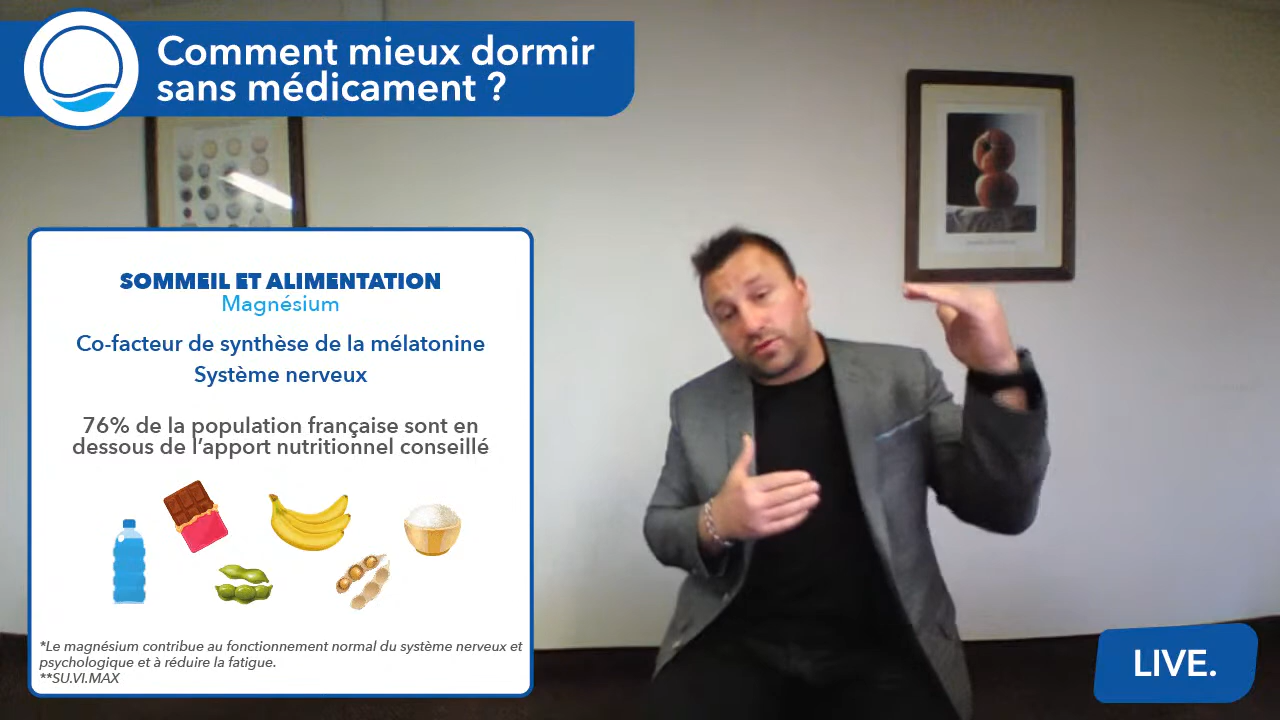 Comment mieux dormir
sans médicament ?
SOMMEIL ET ALIMENTATION
Magnésium
Co-facteur de synthèse de la mélatonine
Système nerveux
76% de la population française sont en
dessous de l’apport nutritionnel conseillé
*Le magnésium contribue au fonctionnement normal du système nerveux et
psychologique et à réduire la fatigue.
**SU.VI.MAX
LIVE.